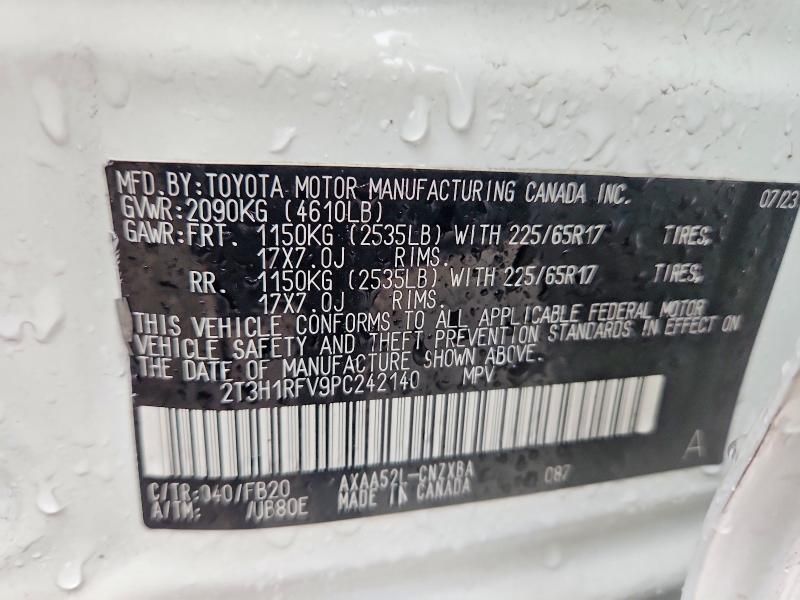 MFD.BY:TOYOTA MOTOR MANUFACTURING CANADA INC. 07/23
GVWR:2090KG (4610LB)
GAWR:FRT. 1150KG (2535LB) WITH 225/65R17 TIRES,
17X7.0J RIMS.
RR. 1150KG (2535LB) WITH 225/65R17 TIRES,
17X7.0J RIMS.
THIS VEHICLE CONFORMS TO ALL APPLICABLE FEDERAL MOTOR
VEHICLE SAFETY AND THEFT PREVENTION STANDARDS IN EFFECT ON
THE DATE OF MANUFACTURE SHOWN ABOVE.
2T3H1RFV9PC242140 MPV
A
C/TR:040/FB20 AXAA52L-CNZXBA 087
A/TM: /UB80E MADE IN CANADA